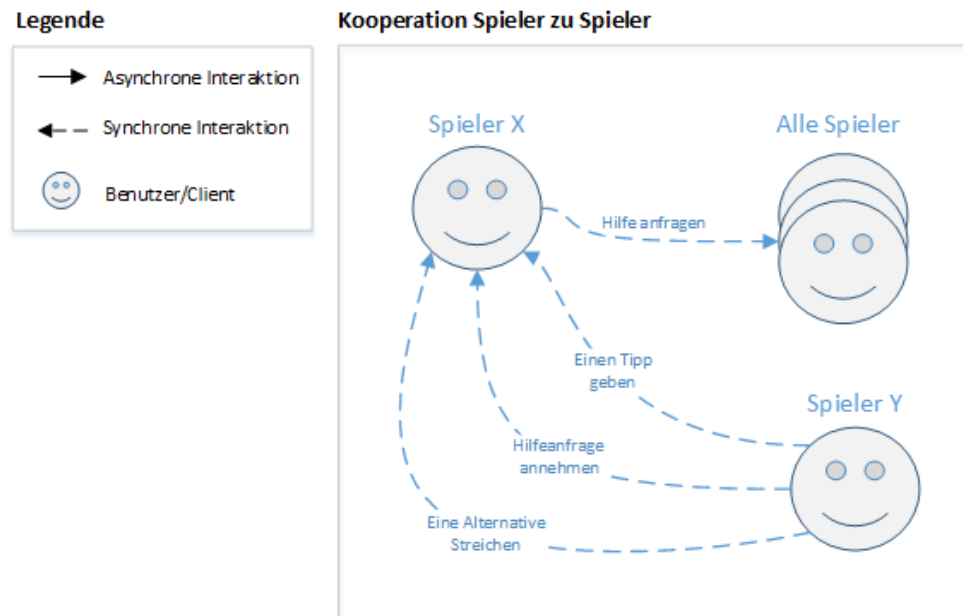 Legende
Asynchrone Interaktion
Synchrone Interaktion
Benutzer/Client
Kooperation Spieler zu Spieler
Spieler X
Alle Spieler
Hilfe anfragen
Einen Tipp
geben
Spieler Y
Hilfeanfrage
annehmen
Eine Alternative
Streichen